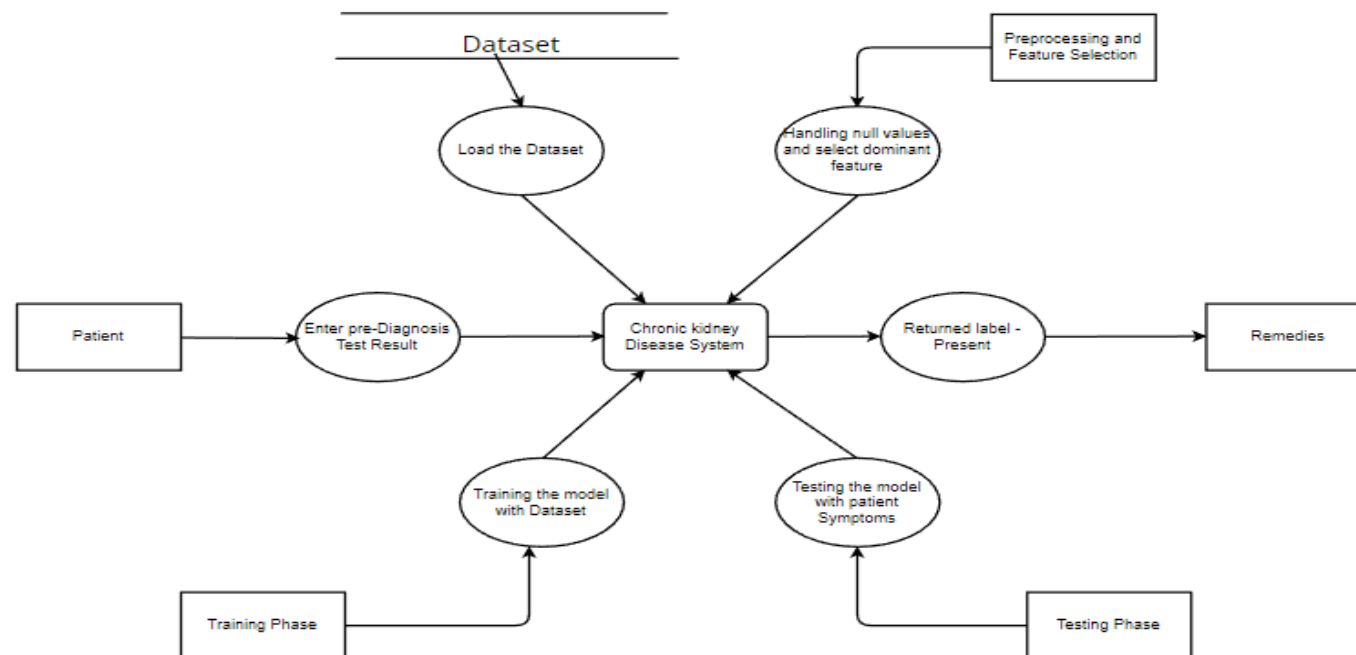 Dataset
Preprocessing and
Feature Selection
Load the Dataset
Handling null values
and select dominant
feature
Patient
Enter pre-Diagnosis
Test Result
Chronic kidney
Disease System
Returned label -
Present
Remedies
Training the model
with Dataset
Testing the model
with patient
Symptoms
Training Phase
Testing Phase